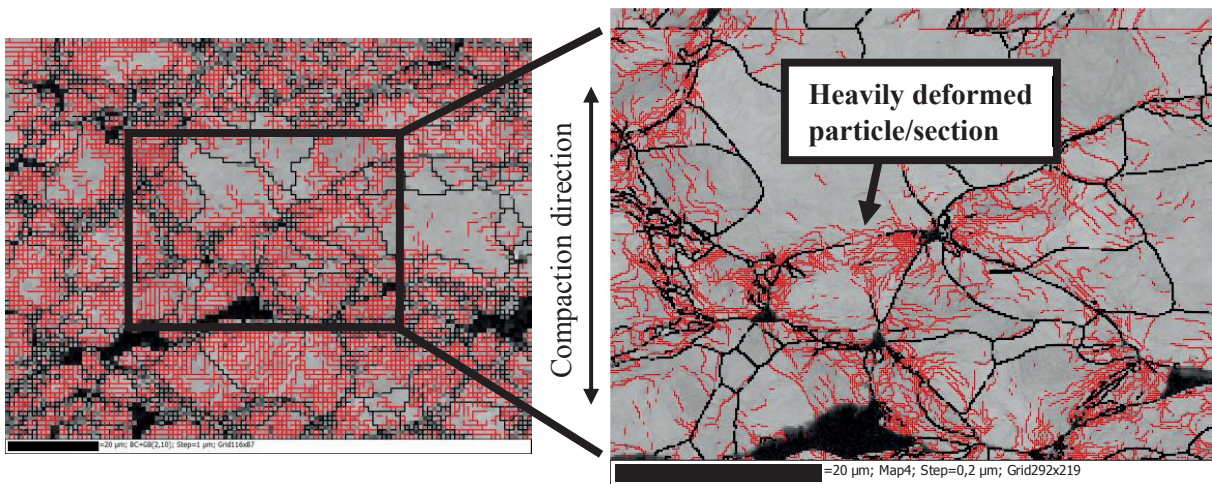 Heavily deformed
particle/section
Compaction direction
=20 µm; BC+GB(2,10); Step=1 µm; Grid116x87
=20 µm; Map4; Step=0,2 µm; Grid292x219